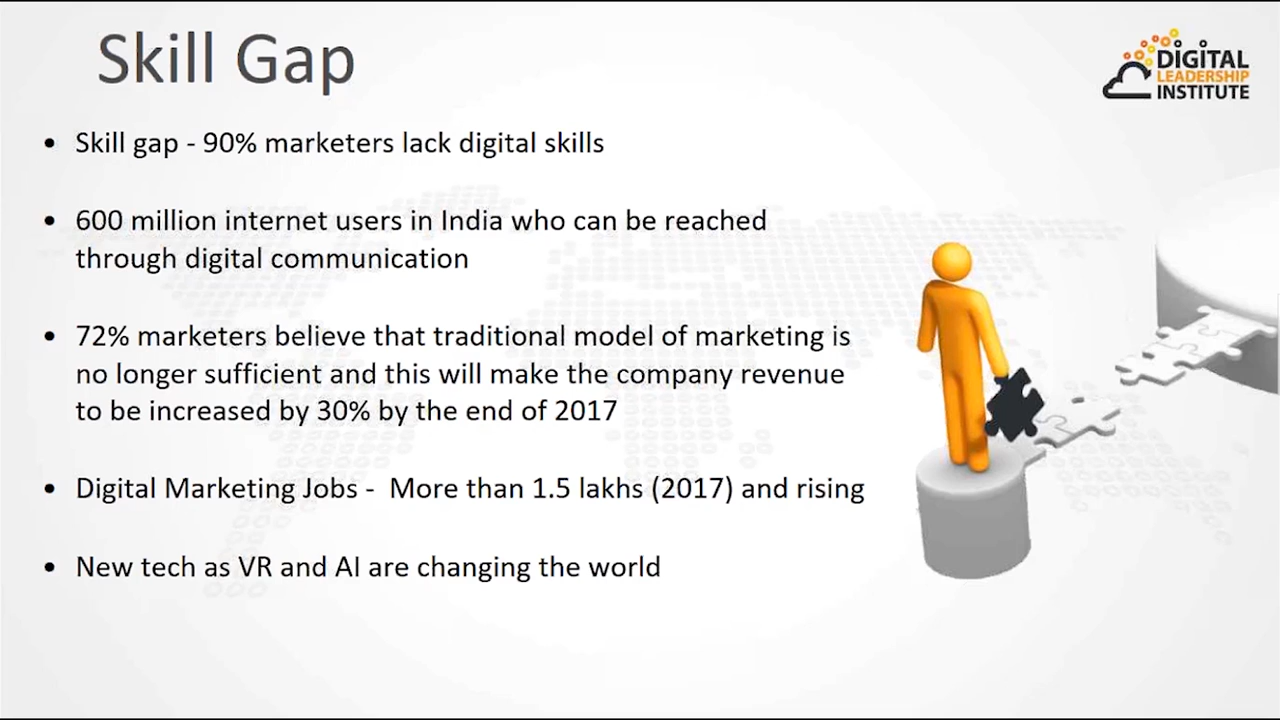 Skill Gap
DIGITAL
LEADERSHIP
INSTITUTE
• Skill gap - 90% marketers lack digital skills
• 600 million internet users in India who can be reached
through digital communication
• 72% marketers believe that traditional model of marketing is
no longer sufficient and this will make the company revenue
to be increased by 30% by the end of 2017
• Digital Marketing Jobs -  More than 1.5 lakhs (2017) and rising
• New tech as VR and AI are changing the world